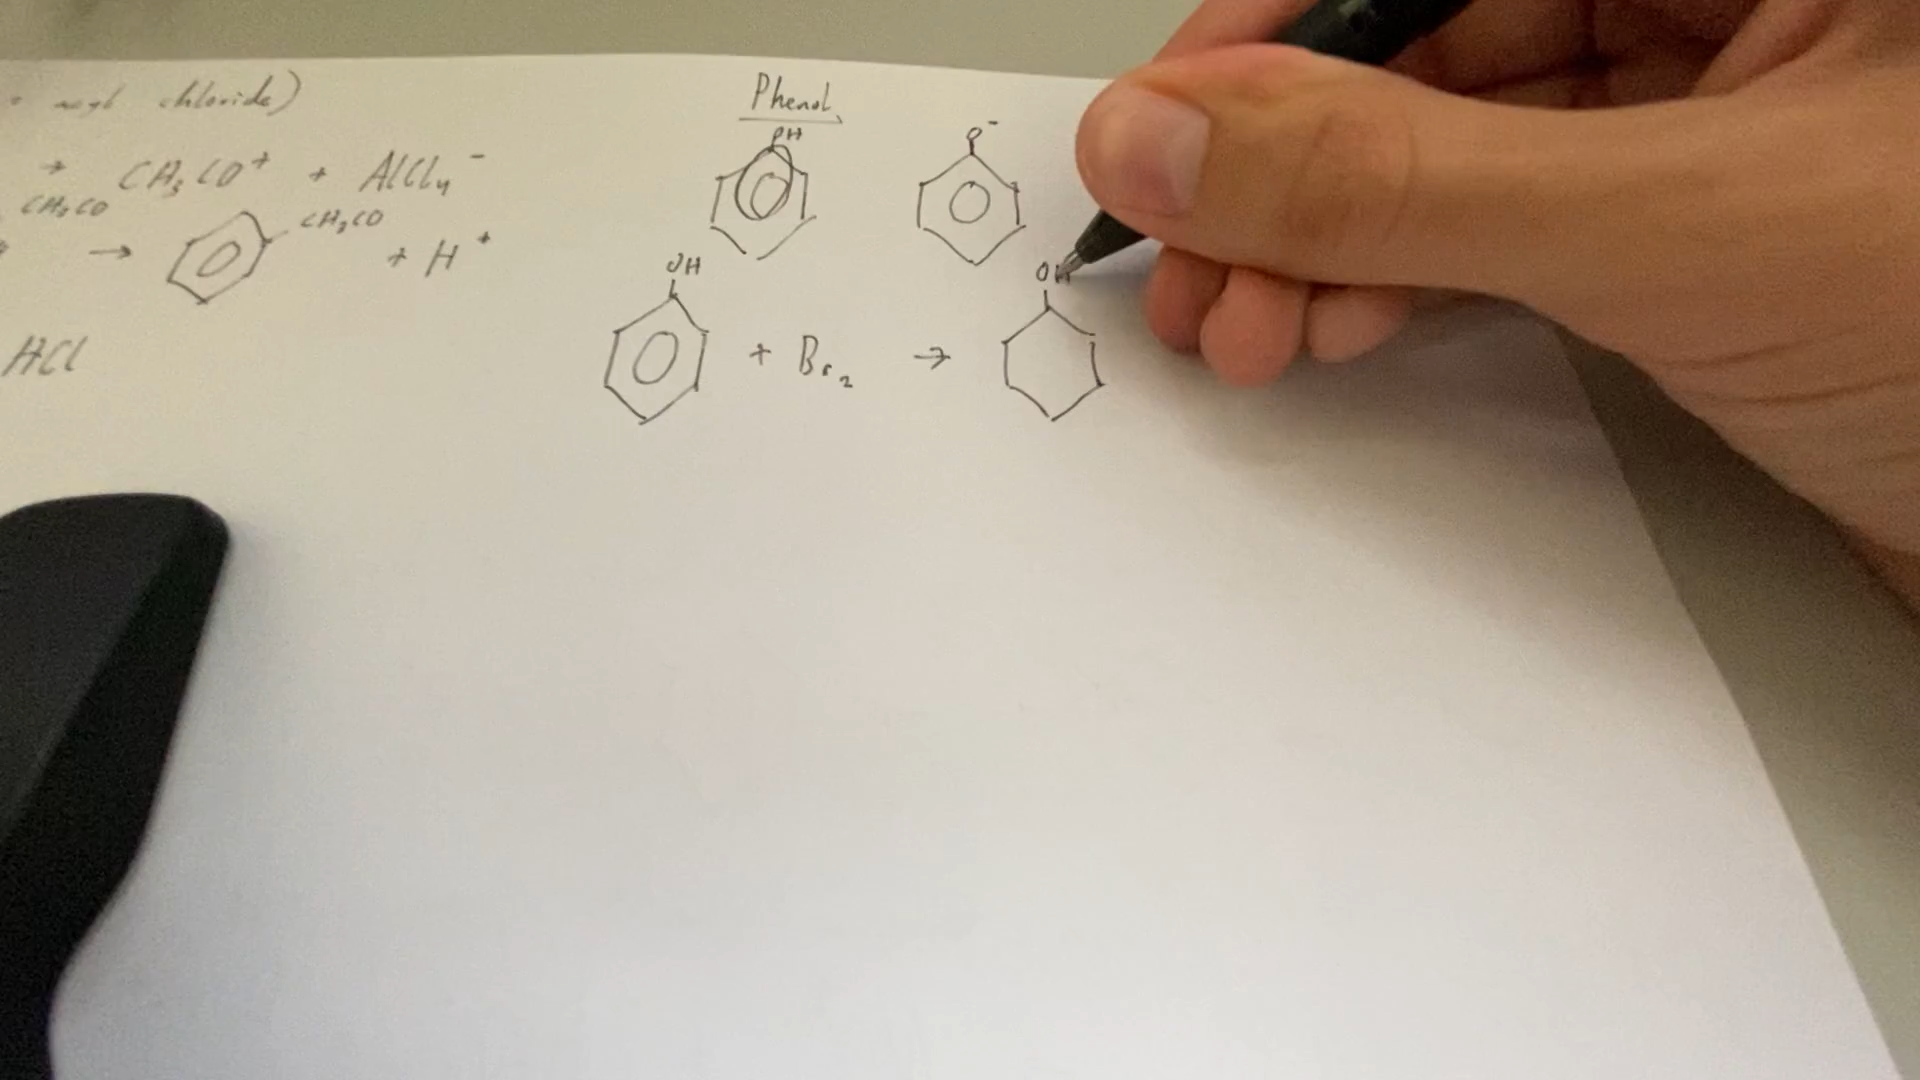 chloride)
→ CH₃CO⁺ + AlCl₄⁻
CH₃CO
→ CH₃CO + H⁺
HCl
Phenol
OH
O⁻
OH
+ Br₂ →
OH